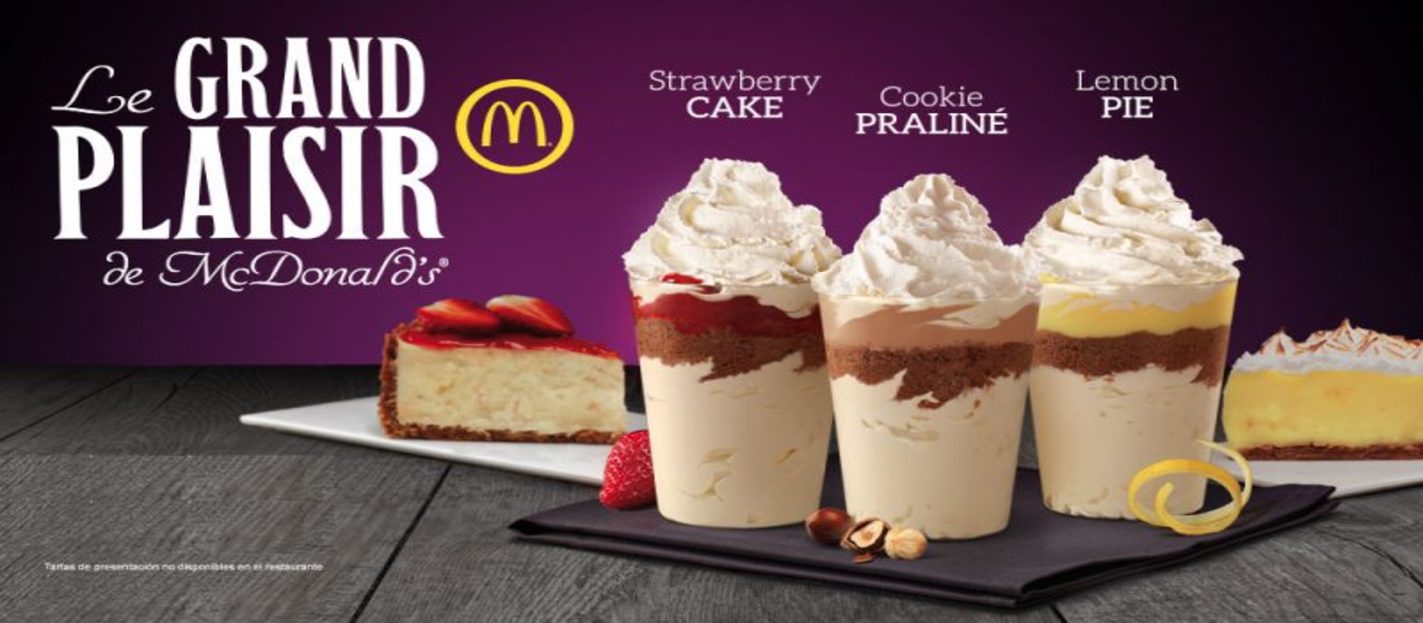 Le GRAND
PLAISIR
de McDonald's®
Strawberry
CAKE
Cookie
PRALINÉ
Lemon
PIE
Tartas de presentación no disponibles en el restaurante